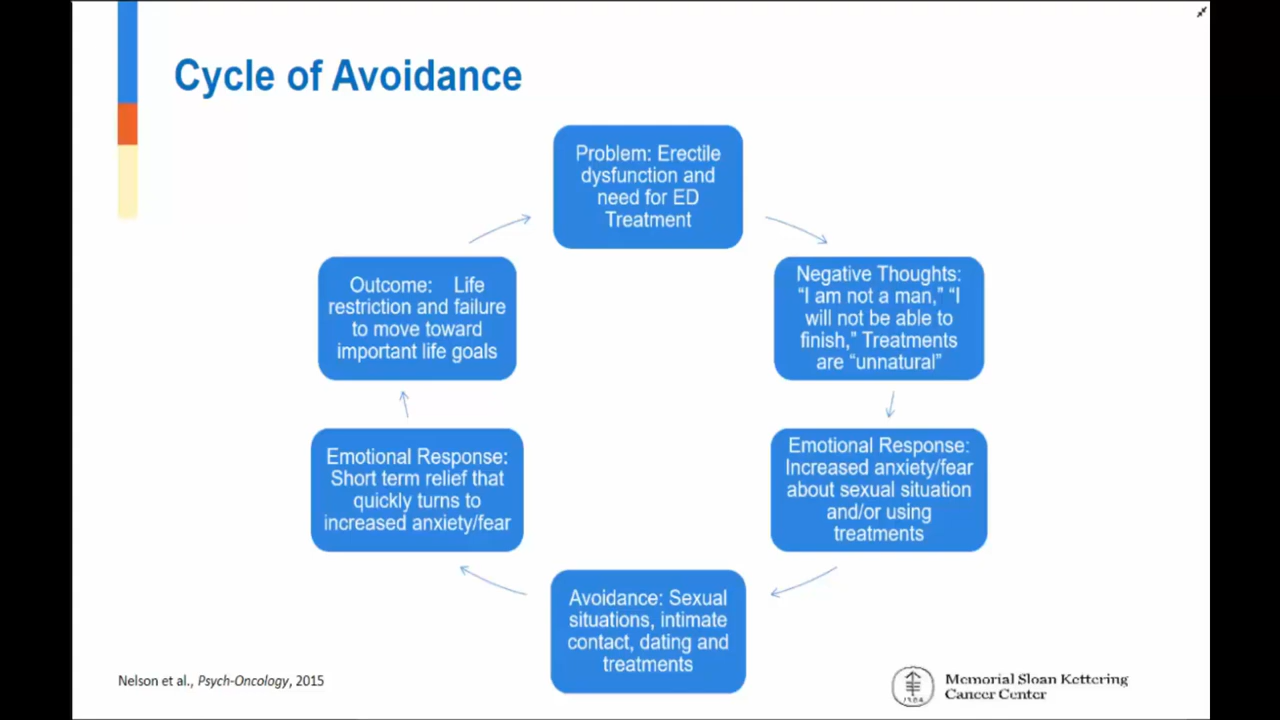 Cycle of Avoidance
Problem: Erectile
dysfunction and
need for ED
Treatment
Negative Thoughts:
“I am not a man,” “I
will not be able to
finish,” Treatments
are “unnatural”
Emotional Response:
Increased anxiety/fear
about sexual situation
and/or using
treatments
Avoidance: Sexual
situations, intimate
contact, dating and
treatments
Emotional Response:
Short term relief that
quickly turns to
increased anxiety/fear
Outcome: Life
restriction and failure
to move toward
important life goals
Nelson et al., Psych-Oncology, 2015
Memorial Sloan Kettering
Cancer Center